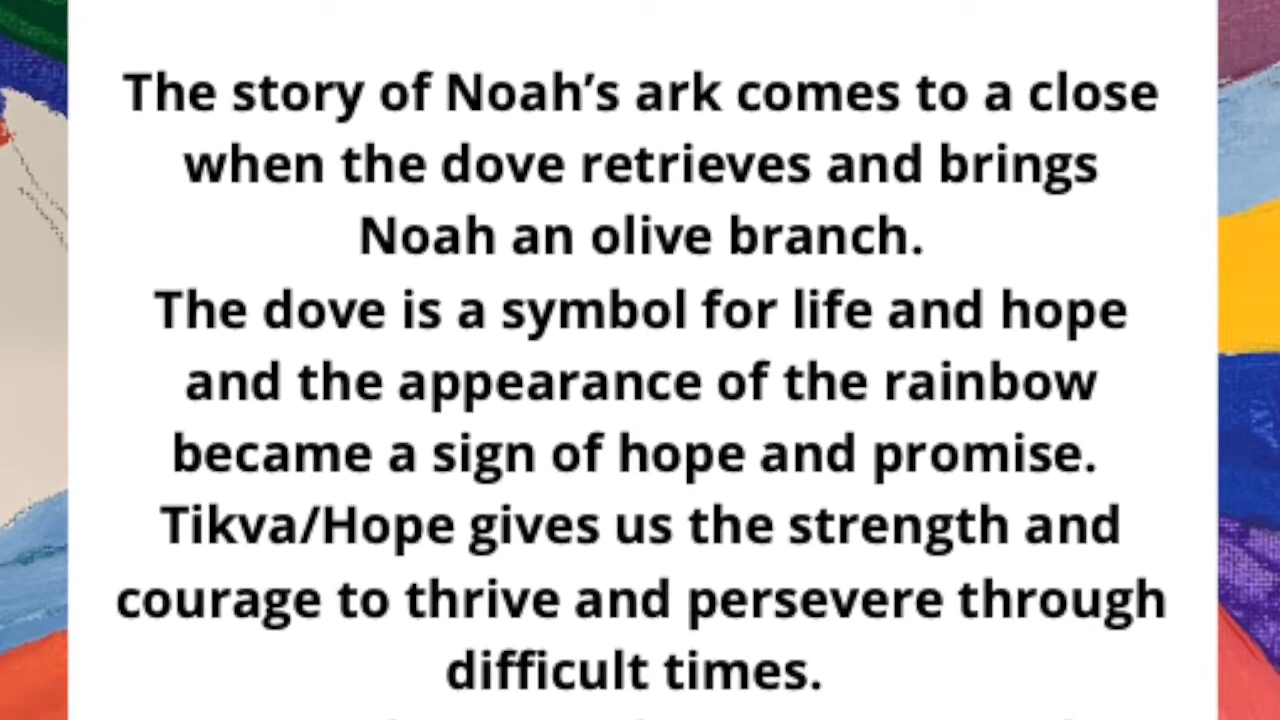 The story of Noah’s ark comes to a close
when the dove retrieves and brings
Noah an olive branch.
The dove is a symbol for life and hope
and the appearance of the rainbow
became a sign of hope and promise.
Tikva/Hope gives us the strength and
courage to thrive and persevere through
difficult times.